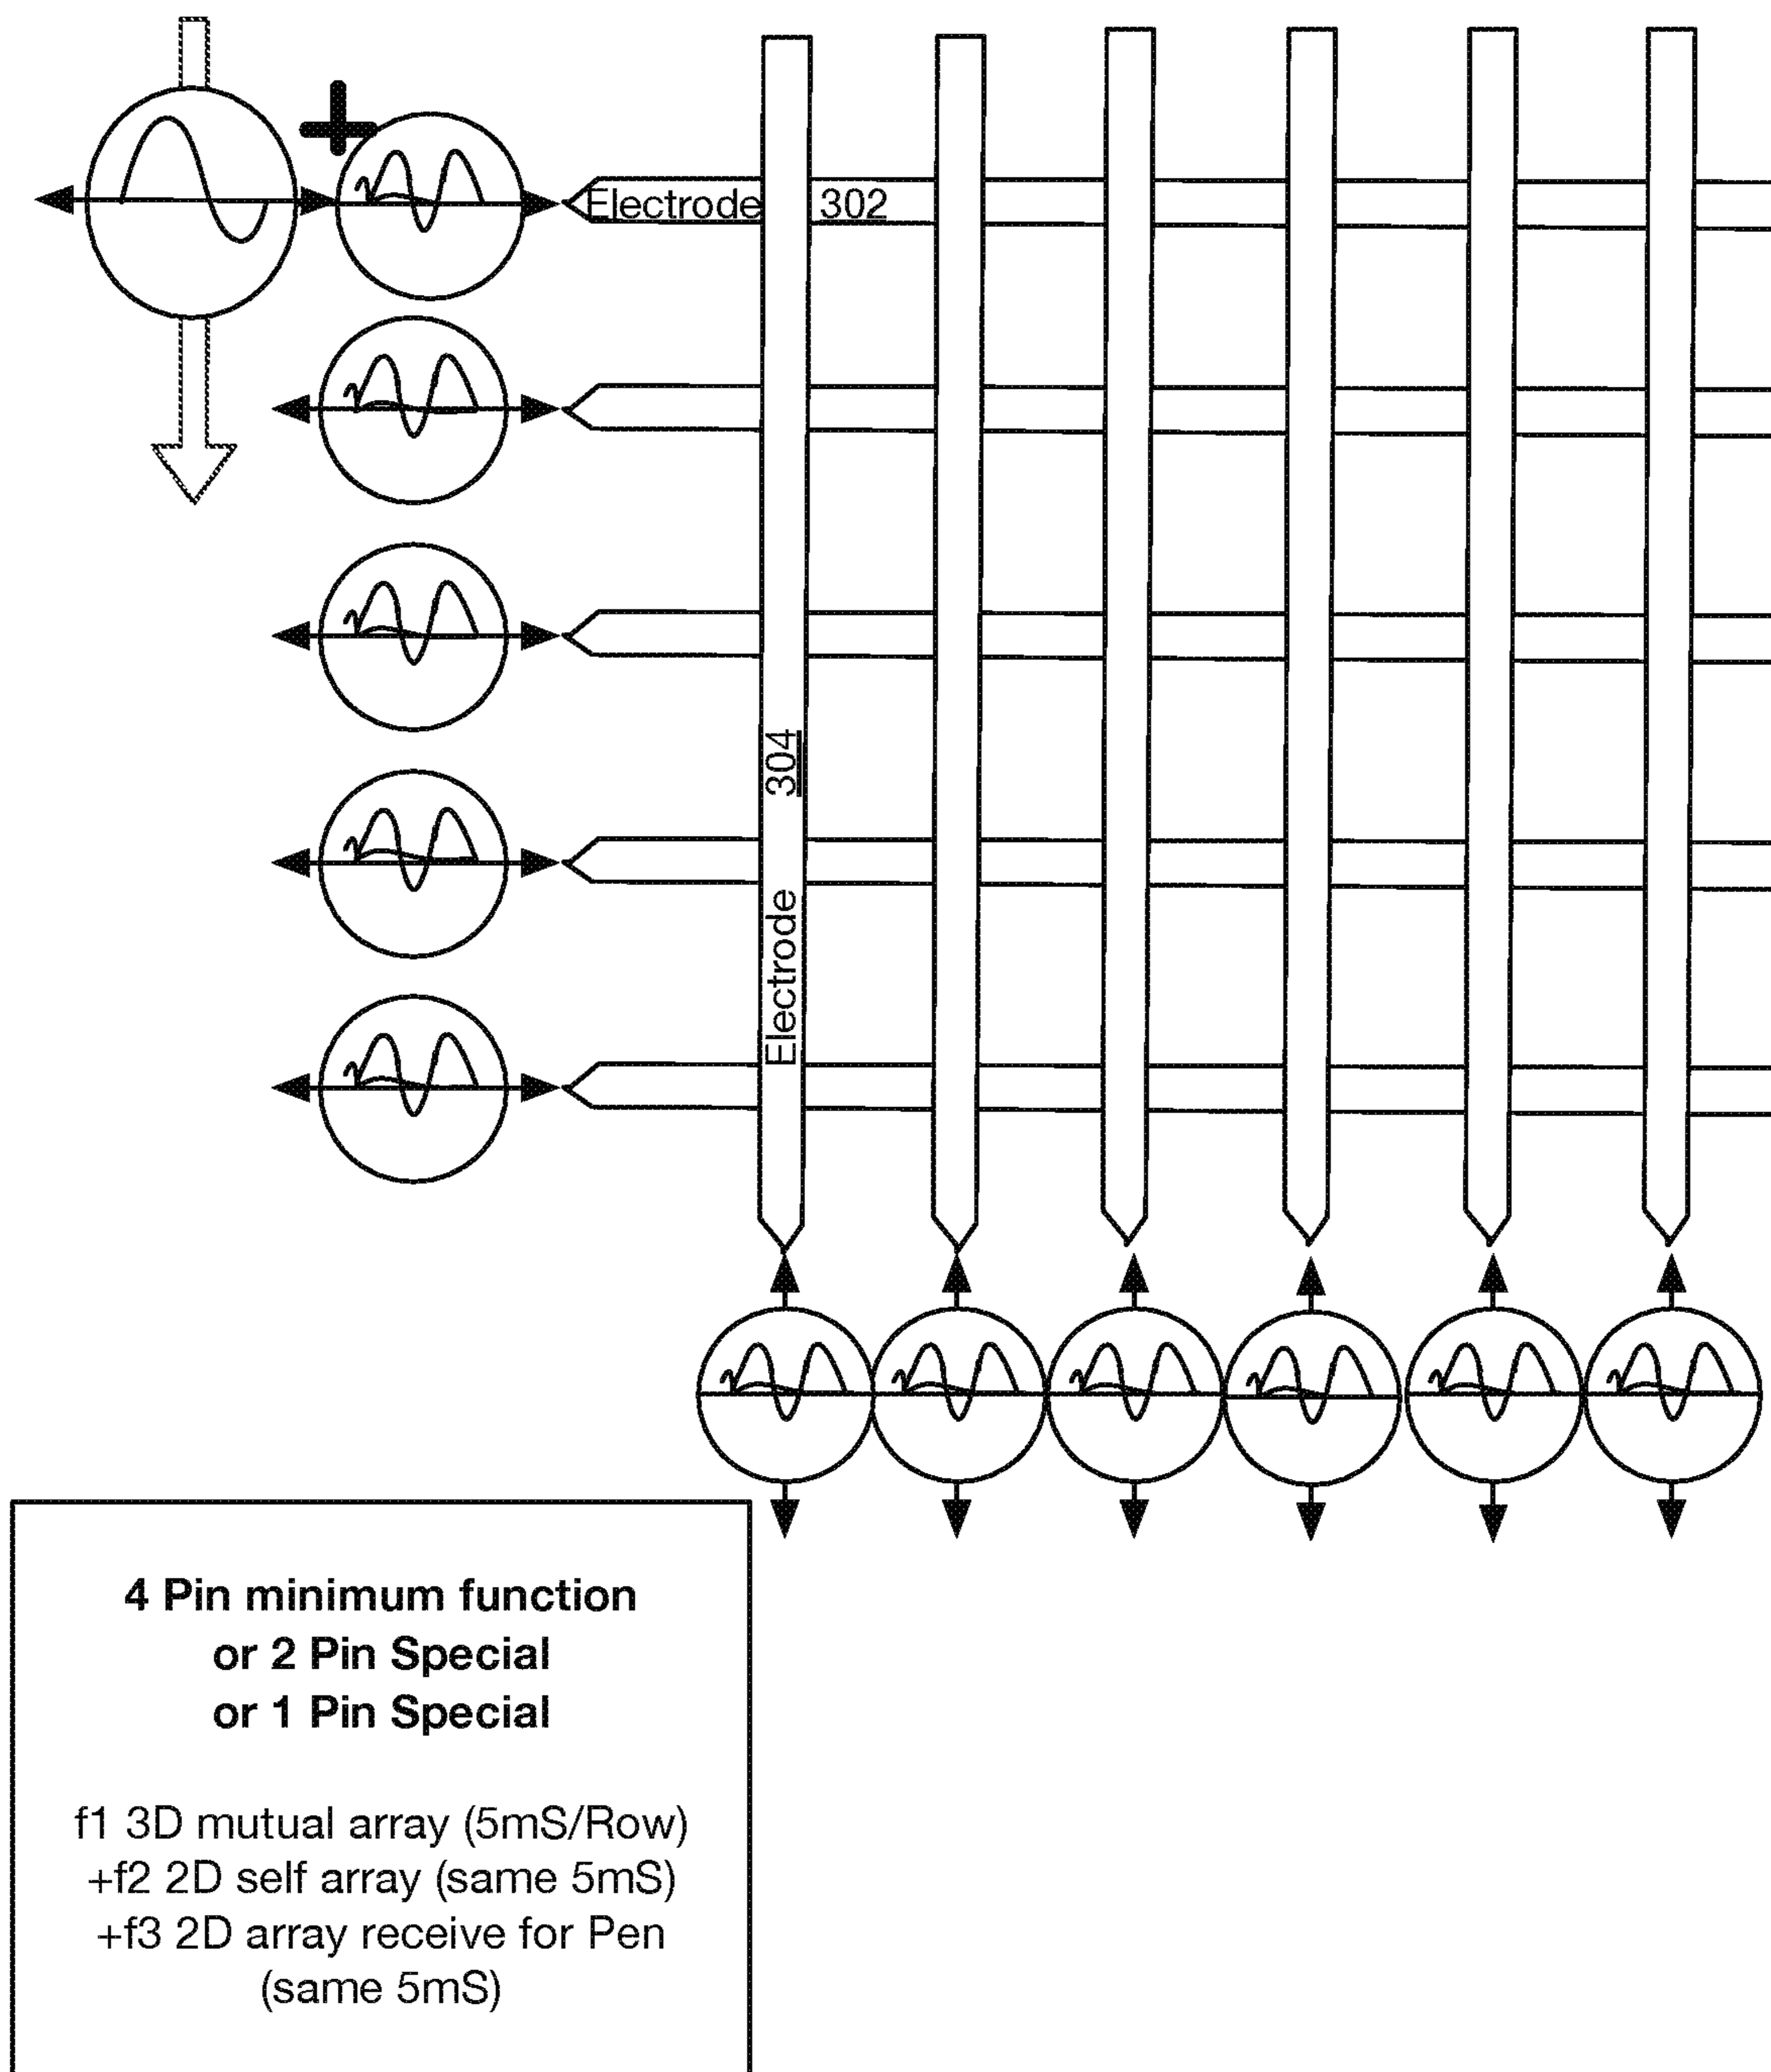 Electrode 302
Electrode 304
4 Pin minimum function
or 2 Pin Special
or 1 Pin Special
f1 3D mutual array (5mS/Row)
+f2 2D self array (same 5mS)
+f3 2D array receive for Pen
(same 5mS)